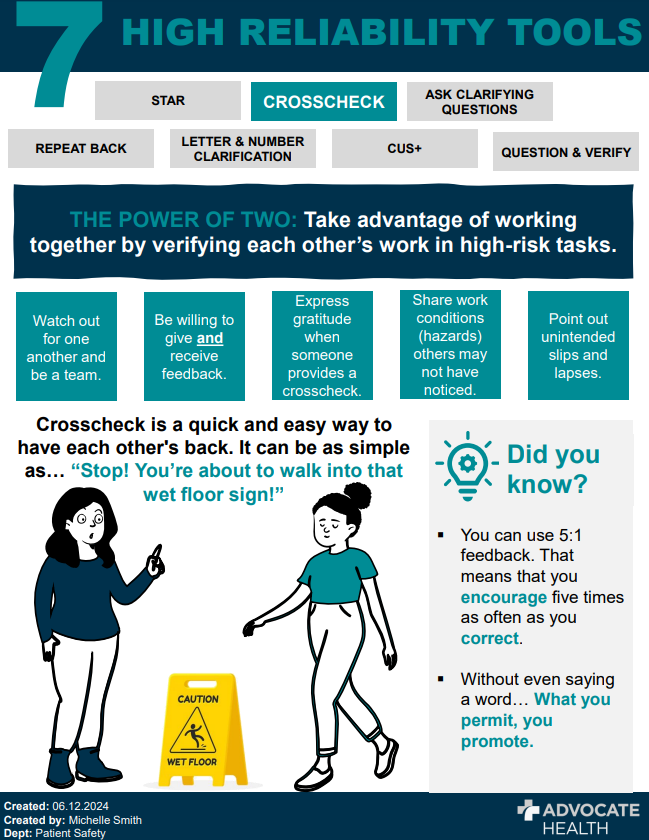 7 HIGH RELIABILITY TOOLS
STAR
CROSSCHECK
ASK CLARIFYING
QUESTIONS
REPEAT BACK
LETTER & NUMBER
CLARIFICATION
CUS+
QUESTION & VERIFY
THE POWER OF TWO: Take advantage of working
together by verifying each other's work in high-risk tasks.
Watch out
for one
another and
be a team.
Be willing to
give and
receive
feedback.
Express
gratitude
when
someone
provides a
crosscheck.
Share work
conditions
(hazards)
others may
not have
noticed.
Point out
unintended
slips and
lapses.
Crosscheck is a quick and easy way to
have each other's back. It can be as simple
as… “Stop! You’re about to walk into that
wet floor sign!”
CAUTION
WET FLOOR
Did you
know?
▪ You can use 5:1
feedback. That
means that you
encourage five times
as often as you
correct.
▪ Without even saying
a word… What you
permit, you
promote.
Created: 06.12.2024
Created by: Michelle Smith
Dept: Patient Safety
ADVOCATE
HEALTH